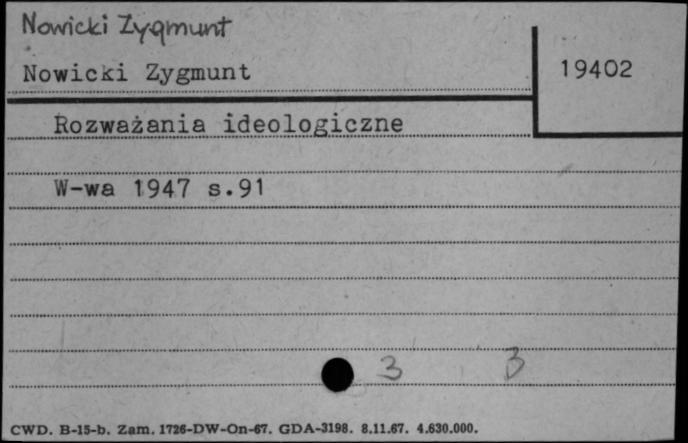 Nowicki Zygmunt
Nowicki Zygmunt
19402
Rozważania ideologiczne
W-wa 1947 s.91
3 3
CWD. B-15-b. Zam. 1726-DW-On-67. GDA-3198. 8.11.67. 4.630.000.